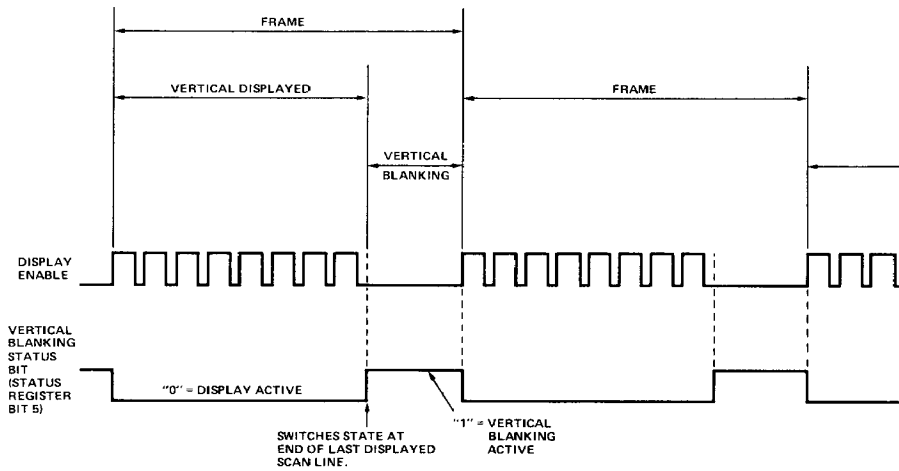 FRAME
VERTICAL DISPLAYED
FRAME
VERTICAL
BLANKING
DISPLAY
ENABLE
VERTICAL
BLANKING
STATUS
BIT
(STATUS
REGISTER
BIT 5)
"0" = DISPLAY ACTIVE
"1" = VERTICAL
BLANKING
ACTIVE
SWITCHES STATE AT
END OF LAST DISPLAYED
SCAN LINE.